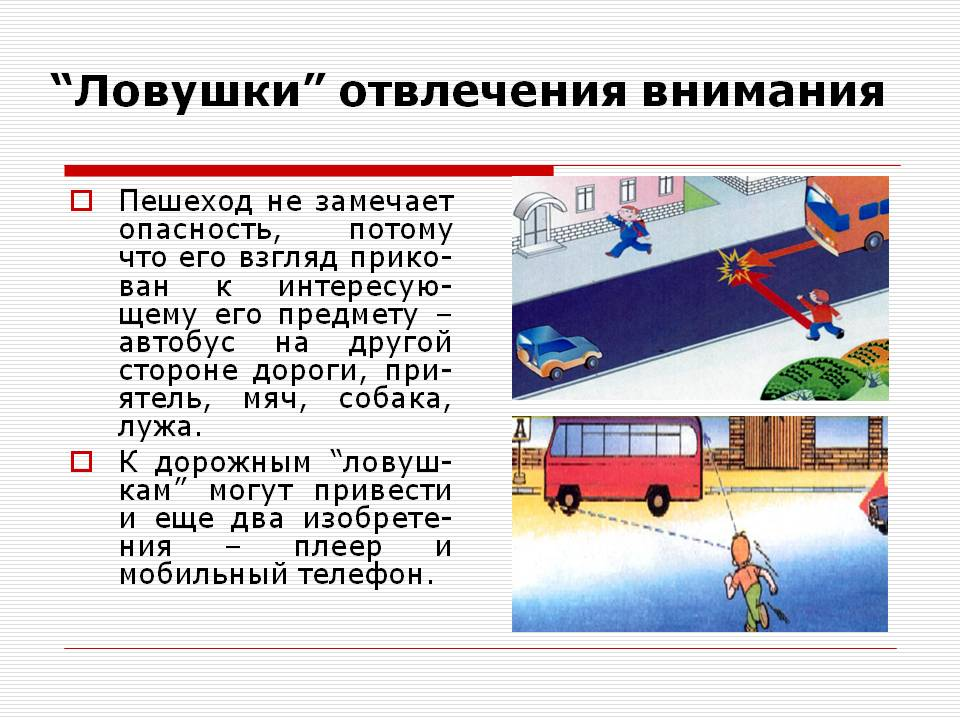 “Ловушки” отвлечения внимания
Пешеход не замечает
опасность, потому
что его взгляд прико-
ван к интересую-
щему его предмету –
автобус на другой
стороне дороги, при-
ятель, мяч, собака,
лужа.
К дорожным “ловуш-
кам” могут привести
и еще два изобрете-
ния – плеер и
мобильный телефон.
А